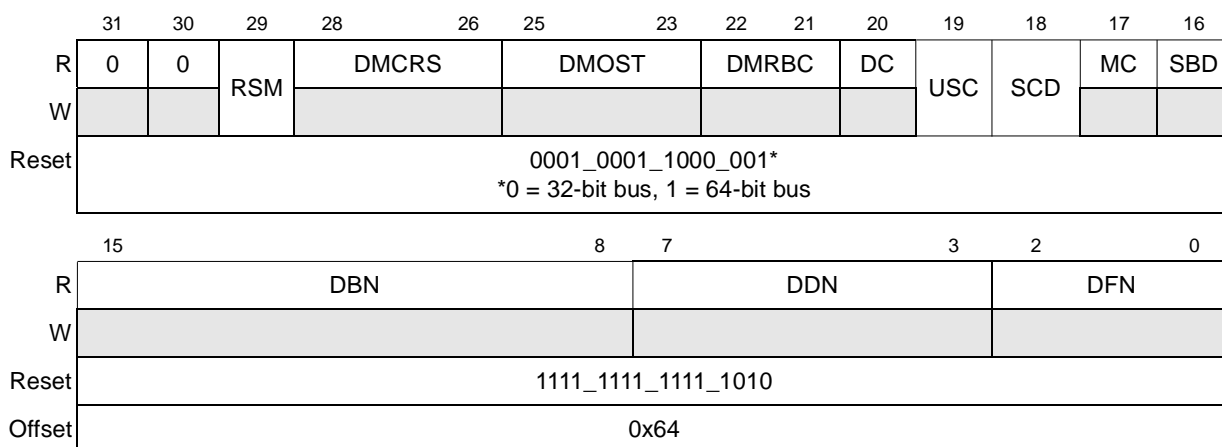 31 30 29 28 26 25 23 22 21 20 19 18 17 16
R 0 0 RSM DMCRS DMOST DMRBC DC USC SCD MC SBD
W
Reset 0001_0001_1000_001*
*0 = 32-bit bus, 1 = 64-bit bus
15 8 7 3 2 0
R DBN DDN DFN
W
Reset 1111_1111_1111_1010
Offset 0x64